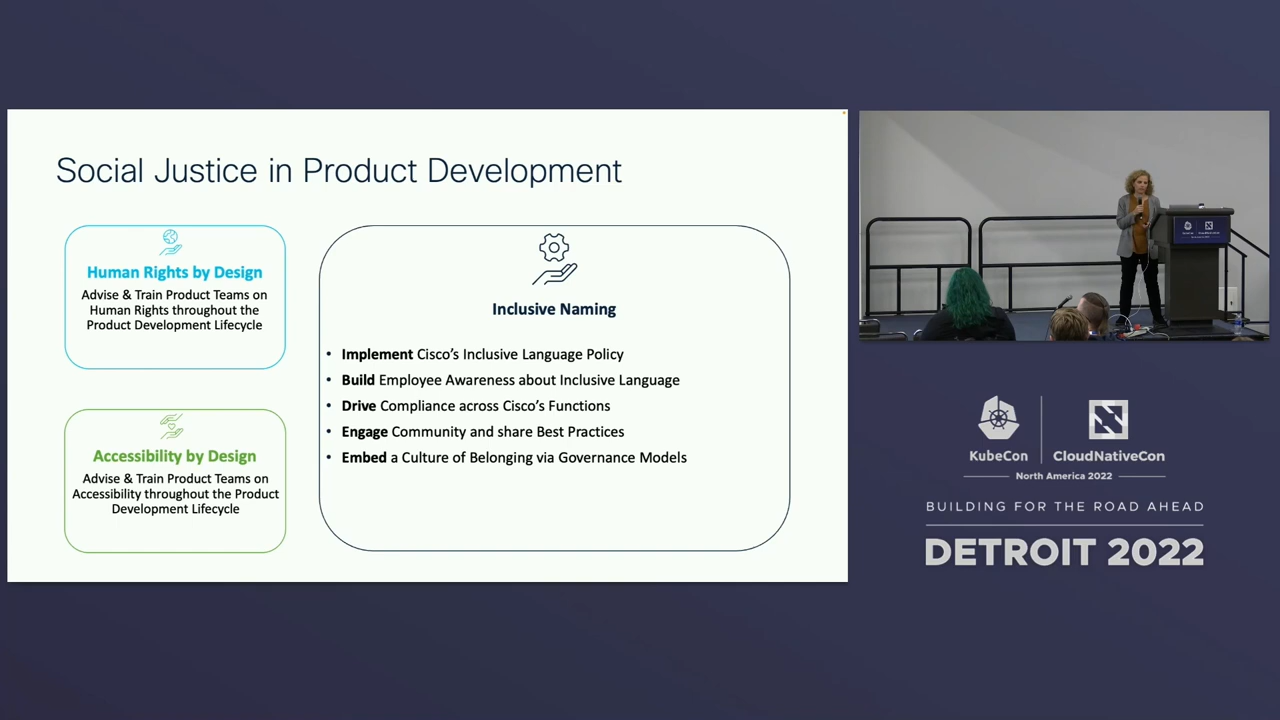 Social Justice in Product Development
Human Rights by Design
Advise & Train Product Teams on
Human Rights throughout the
Product Development Lifecycle
Accessibility by Design
Advise & Train Product Teams on
Accessibility throughout the Product
Development Lifecycle
Inclusive Naming
• Implement Cisco’s Inclusive Language Policy
• Build Employee Awareness about Inclusive Language
• Drive Compliance across Cisco’s Functions
• Engage Community and share Best Practices
• Embed a Culture of Belonging via Governance Models
KubeCon
CloudNativeCon
North America 2022
BUILDING FOR THE ROAD AHEAD
DETROIT 2022